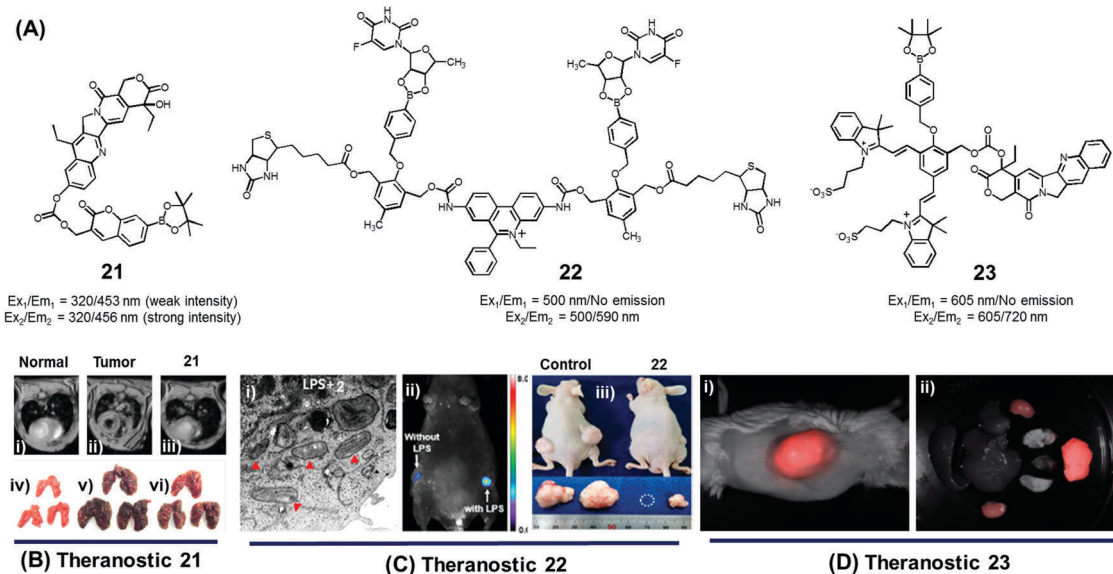 (A)
21
Ex1/Em1 = 320/453 nm (weak intensity)
Ex2/Em2 = 320/456 nm (strong intensity)
22
Ex1/Em1 = 500 nm/No emission
Ex2/Em2 = 500/590 nm
23
Ex1/Em1 = 605 nm/No emission
Ex2/Em2 = 605/720 nm
Normal Tumor 21
i) ii) iii)
iv) v) vi)
(B) Theranostic 21
i) LPS+2
ii)
Without
LPS
with LPS
Control 22
iii)
(C) Theranostic 22
i) ii)
(D) Theranostic 23